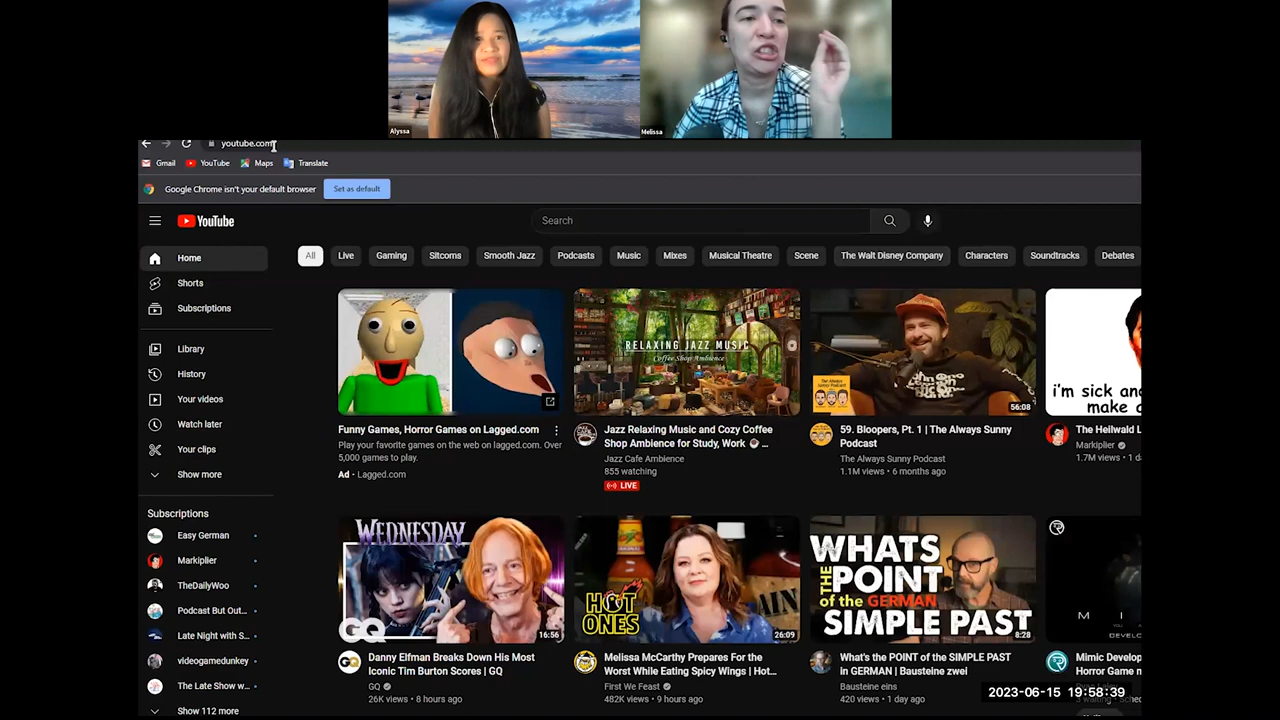 Alyssa
Melissa
youtube.com
Gmail
YouTube
Maps
Translate
Google Chrome isn't your default browser
Set as default
YouTube
Search
All
Live
Gaming
Sitcoms
Smooth Jazz
Podcasts
Music
Mixes
Musical Theatre
Scene
The Walt Disney Company
Characters
Soundtracks
Debates
Home
Shorts
Subscriptions
Library
History
Your videos
Watch later
Your clips
Show more
Subscriptions
Easy German
Markiplier
TheDailyWoo
Podcast But Out...
Late Night with S...
videogamedunkey
The Late Show w...
Show 112 more
Funny Games, Horror Games on Lagged.com
Play your favorite games on the web on lagged.com. Over
5,000 games to play.
Ad • Lagged.com
RELAXING JAZZ MUSIC
Coffee Shop Ambience
Jazz Relaxing Music and Cozy Coffee
Shop Ambience for Study, Work ...
Jazz Cafe Ambience
855 watching
LIVE
The Always
Sunny Podcast
56:08
59. Bloopers, Pt. 1 | The Always Sunny
Podcast
The Always Sunny Podcast
1.1M views • 6 months ago
i'm sick and
make a
The Heilwald L
Markiplier
1.7M views • 1 d
WEDNESDAY
GQ
16:56
Danny Elfman Breaks Down His Most
Iconic Tim Burton Scores | GQ
GQ
26K views • 8 hours ago
HOT
ONES
26:09
Melissa McCarthy Prepares For the
Worst While Eating Spicy Wings | Hot...
First We Feast
482K views • 9 hours ago
WHATS
THE POINT
of the GERMAN
SIMPLE PAST
8:28
What's the POINT of the SIMPLE PAST
in GERMAN | Bausteine zwei
Bausteine eins
420 views • 1 day ago
M I
DEVELO
Mimic Develop
Horror Game n
2023-06-15 19:58:39